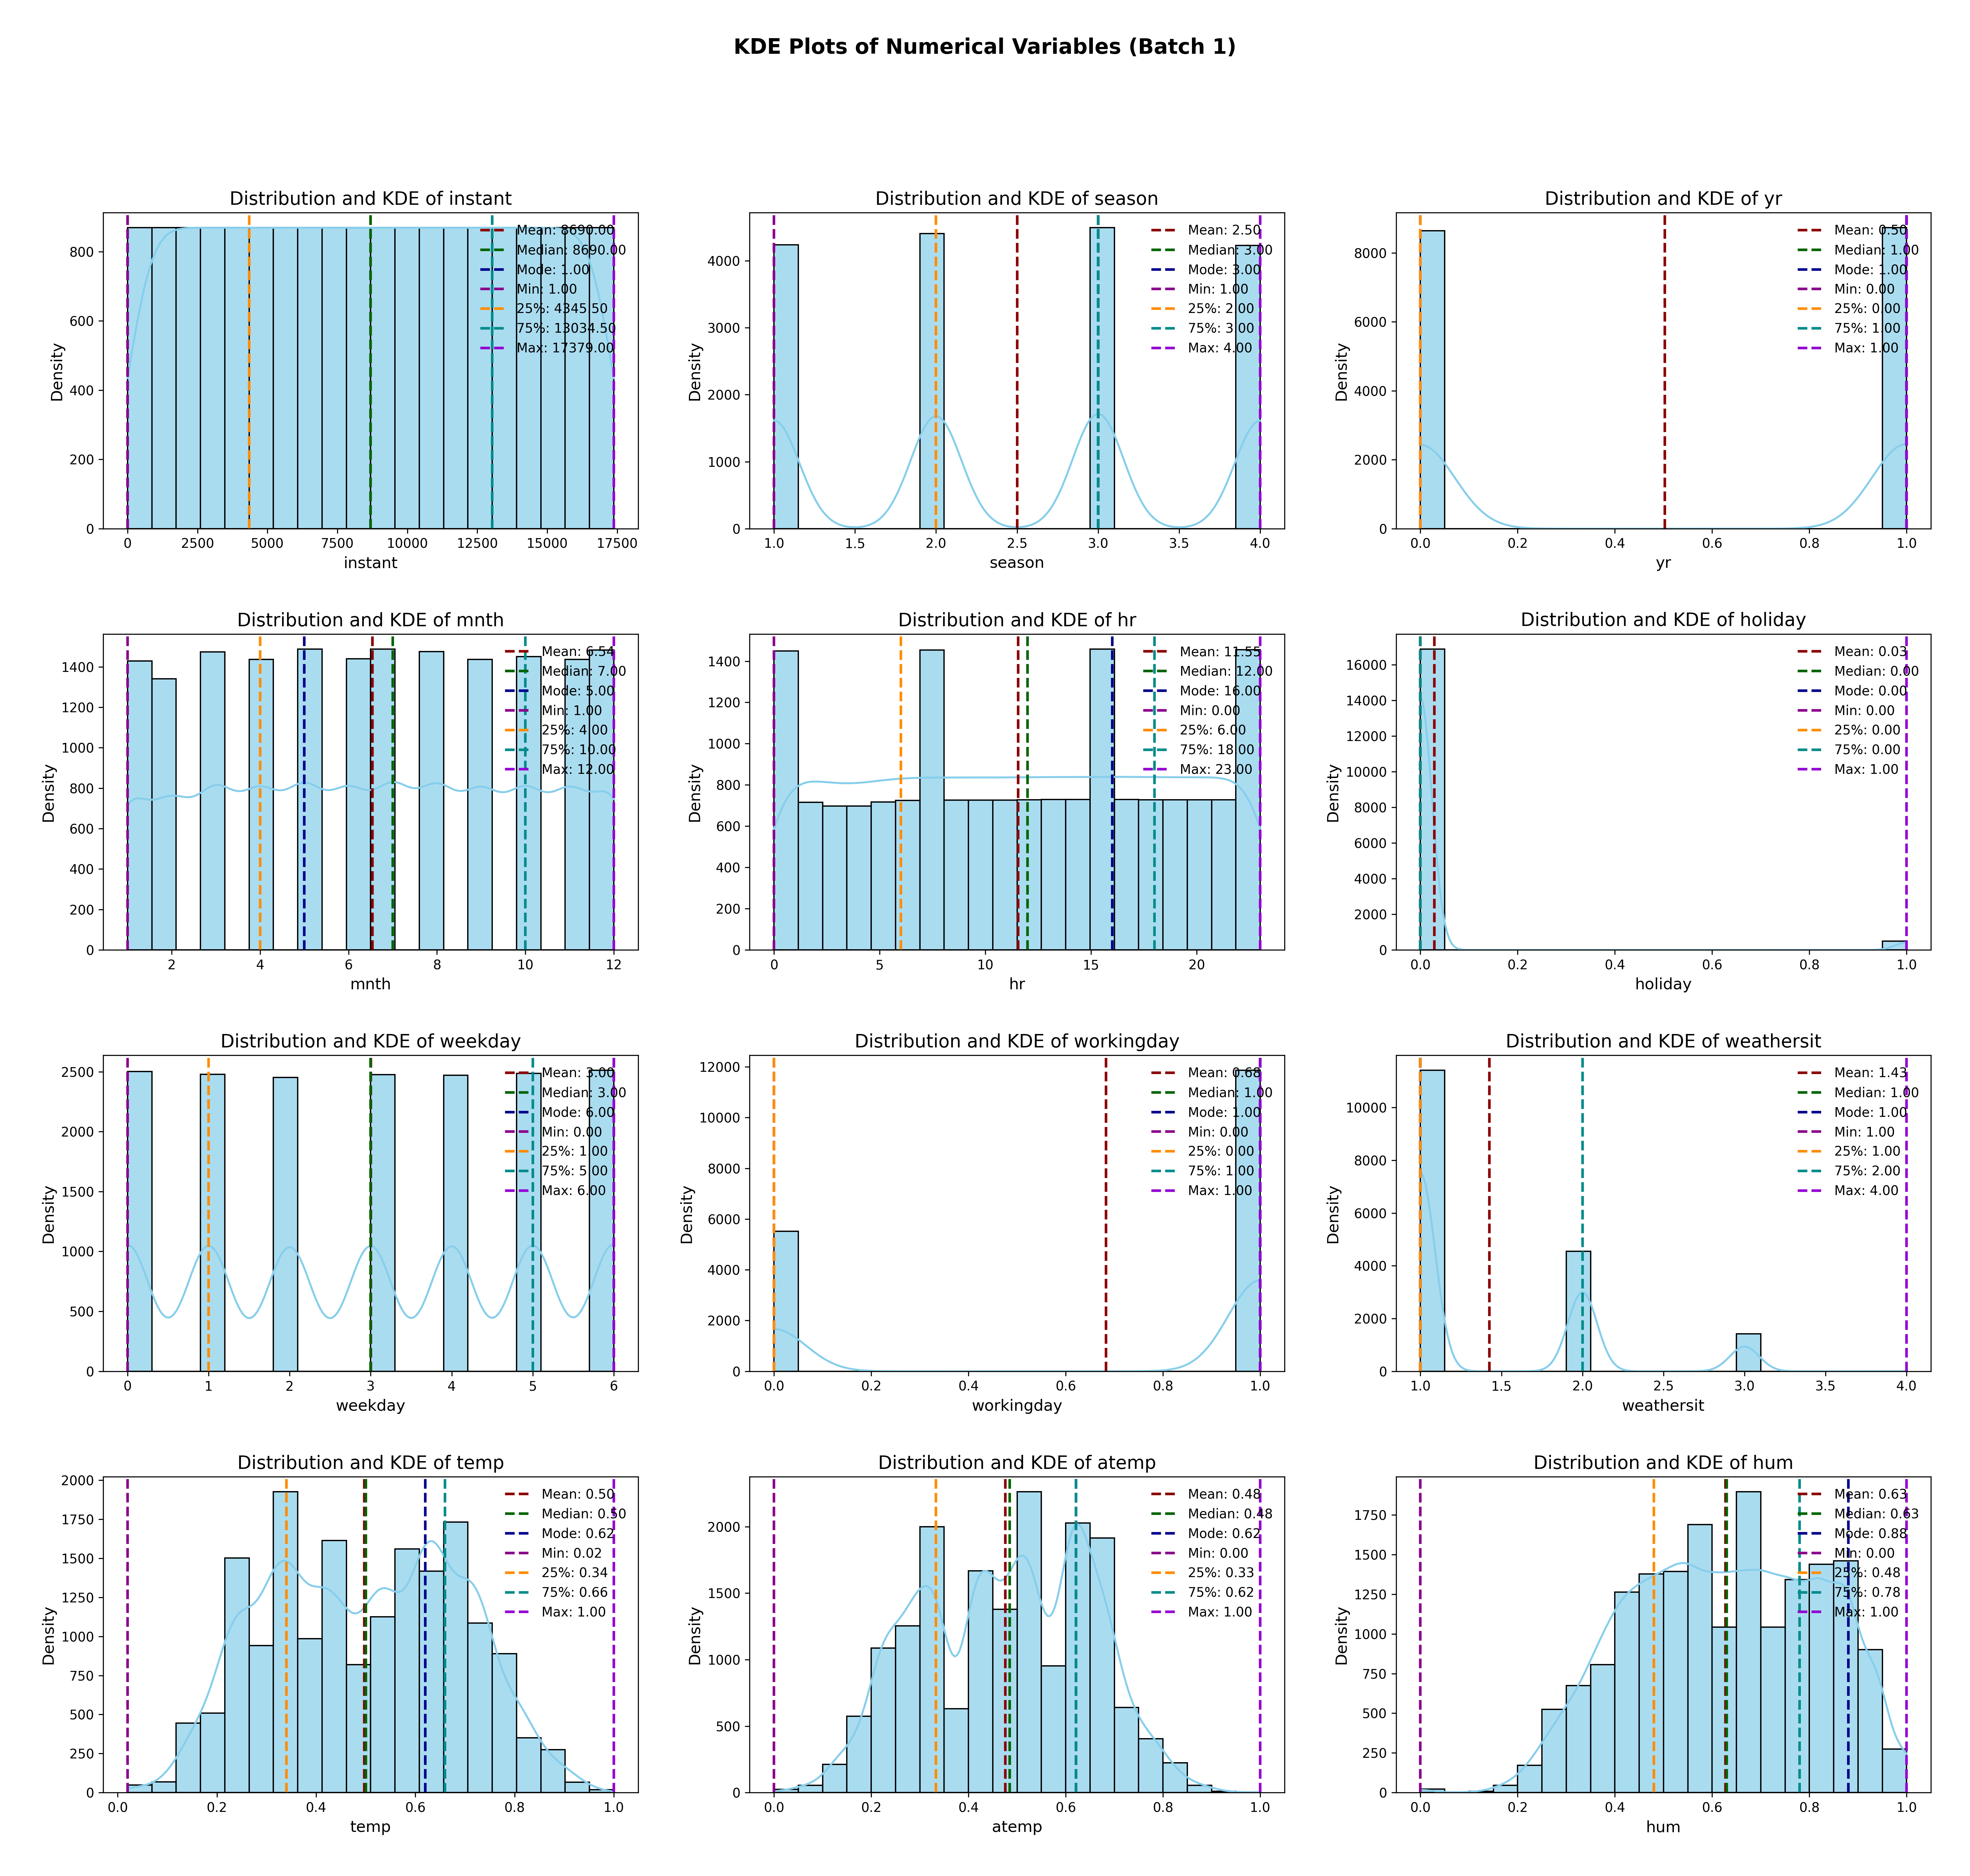 KDE Plots of Numerical Variables (Batch 1)
Distribution and KDE of instant
Density
800
600
400
200
0
Mean: 8690.00
Median: 8690.00
Mode: 1.00
Min: 1.00
25%: 4345.50
75%: 13034.50
Max: 17379.00
0 2500 5000 7500 10000 12500 15000 17500
instant
Distribution and KDE of season
Density
4000
3000
2000
1000
0
Mean: 2.50
Median: 3.00
Mode: 3.00
Min: 1.00
25%: 2.00
75%: 3.00
Max: 4.00
1.0 1.5 2.0 2.5 3.0 3.5 4.0
season
Distribution and KDE of yr
Density
8000
6000
4000
2000
0
Mean: 0.50
Median: 1.00
Mode: 1.00
Min: 0.00
25%: 0.00
75%: 1.00
Max: 1.00
0.0 0.2 0.4 0.6 0.8 1.0
yr
Distribution and KDE of mnth
Density
1400
1200
1000
800
600
400
200
0
Mean: 6.54
Median: 7.00
Mode: 5.00
Min: 1.00
25%: 4.00
75%: 10.00
Max: 12.00
2 4 6 8 10 12
mnth
Distribution and KDE of hr
Density
1400
1200
1000
800
600
400
200
0
Mean: 11.55
Median: 12.00
Mode: 16.00
Min: 0.00
25%: 6.00
75%: 18.00
Max: 23.00
0 5 10 15 20
hr
Distribution and KDE of holiday
Density
16000
14000
12000
10000
8000
6000
4000
2000
0
Mean: 0.03
Median: 0.00
Mode: 0.00
Min: 0.00
25%: 0.00
75%: 0.00
Max: 1.00
0.0 0.2 0.4 0.6 0.8 1.0
holiday
Distribution and KDE of weekday
Density
2500
2000
1500
1000
500
0
Mean: 3.00
Median: 3.00
Mode: 6.00
Min: 0.00
25%: 1.00
75%: 5.00
Max: 6.00
0 1 2 3 4 5 6
weekday
Distribution and KDE of workingday
Density
12000
10000
8000
6000
4000
2000
0
Mean: 0.68
Median: 1.00
Mode: 1.00
Min: 0.00
25%: 0.00
75%: 1.00
Max: 1.00
0.0 0.2 0.4 0.6 0.8 1.0
workingday
Distribution and KDE of weathersit
Density
10000
8000
6000
4000
2000
0
Mean: 1.43
Median: 1.00
Mode: 1.00
Min: 1.00
25%: 1.00
75%: 2.00
Max: 4.00
1.0 1.5 2.0 2.5 3.0 3.5 4.0
weathersit
Distribution and KDE of temp
Density
2000
1750
1500
1250
1000
750
500
250
0
Mean: 0.50
Median: 0.50
Mode: 0.62
Min: 0.02
25%: 0.34
75%: 0.66
Max: 1.00
0.0 0.2 0.4 0.6 0.8 1.0
temp
Distribution and KDE of atemp
Density
2000
1500
1000
500
0
Mean: 0.48
Median: 0.48
Mode: 0.62
Min: 0.00
25%: 0.33
75%: 0.62
Max: 1.00
0.0 0.2 0.4 0.6 0.8 1.0
atemp
Distribution and KDE of hum
Density
1750
1500
1250
1000
750
500
250
0
Mean: 0.63
Median: 0.63
Mode: 0.88
Min: 0.00
25%: 0.48
75%: 0.78
Max: 1.00
0.0 0.2 0.4 0.6 0.8 1.0
hum